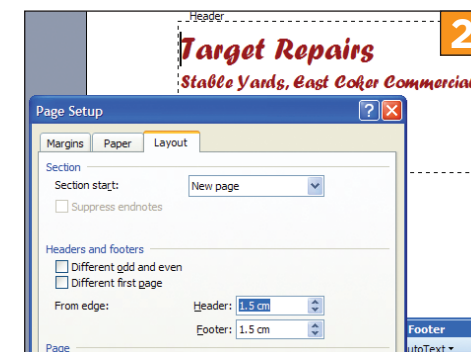 Header
2
Target Repairs
Stable Yards, East Coker Commercial
Page Setup
Margins Paper Layout
Section
Section start: New page
Suppress endnotes
Headers and footers
Different odd and even
Different first page
From edge: Header: 1.5 cm
Footer: 1.5 cm
Footer
utoText
Page